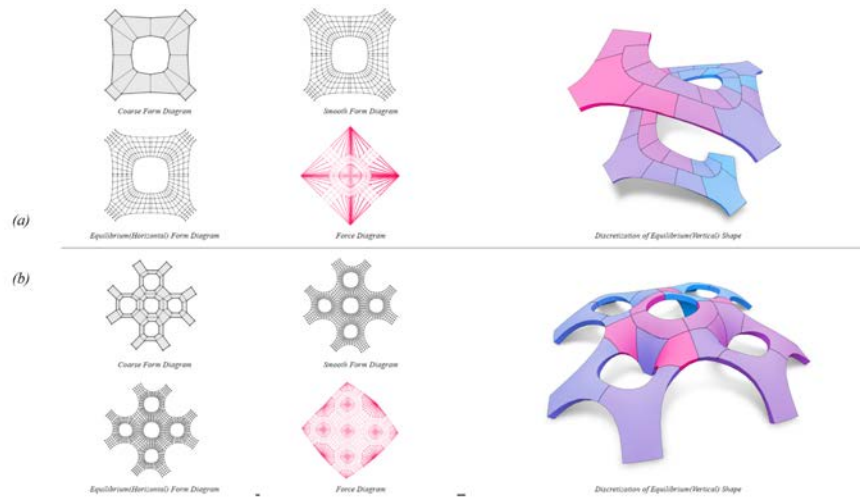 Coarse Form Diagram
Smooth Form Diagram
(a)
Equilibrium(Horizontal) Form Diagram
Force Diagram
Discretization of Equilibrium(Vertical) Shape
(b)
Coarse Form Diagram
Smooth Form Diagram
Equilibrium(Horizontal) Form Diagram
Force Diagram
Discretization of Equilibrium(Vertical) Shape